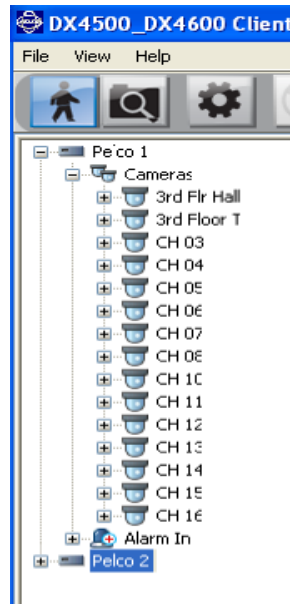 DX4500_DX4600 Client
File View Help
Pelco 1
Cameras
3rd Flr Hall
3rd Floor T
CH 03
CH 04
CH 05
CH 06
CH 07
CH 08
CH 10
CH 11
CH 12
CH 13
CH 14
CH 15
CH 16
Alarm In
Pelco 2